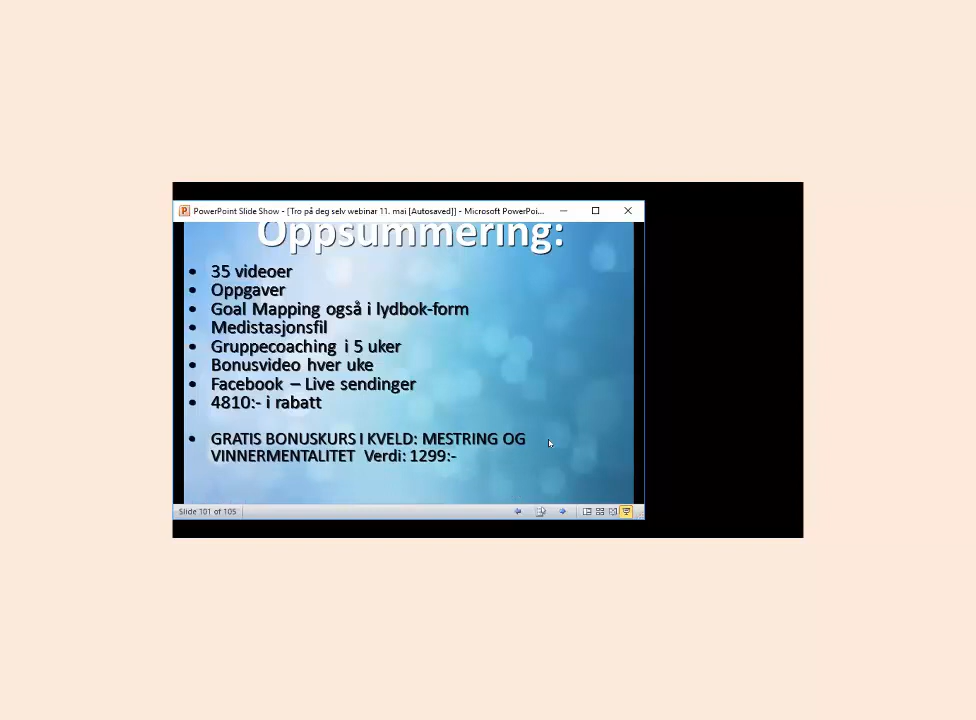 PowerPoint Slide Show - [Tro på deg selv webinar 11. mai [Autosaved]] - Microsoft PowerPoi...
Oppsummering:
• 35 videoer
• Oppgaver
• Goal Mapping også i lydbok-form
• Medistasjonsfil
• Gruppecoaching i 5 uker
• Bonusvideo hver uke
• Facebook – Live sendinger
• 4810:- i rabatt
• GRATIS BONUSKURS I KVELD: MESTRING OG
VINNERMENTALITET Verdi: 1299:-
Slide 101 of 105